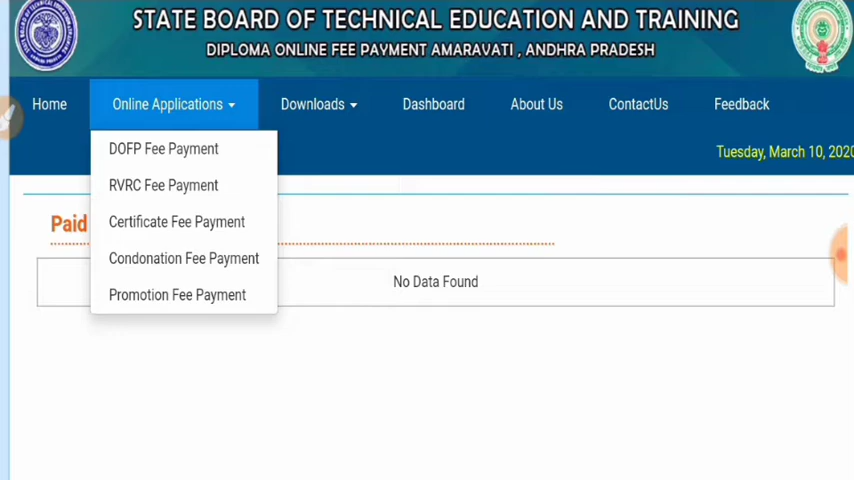 STATE BOARD OF TECHNICAL EDUCATION AND TRAINING
DIPLOMA ONLINE FEE PAYMENT AMARAVATI , ANDHRA PRADESH
Home Online Applications Downloads Dashboard About Us ContactUs Feedback
Tuesday, March 10, 2020
DOFP Fee Payment
RVRC Fee Payment
Certificate Fee Payment
Condonation Fee Payment
Promotion Fee Payment
Paid
No Data Found